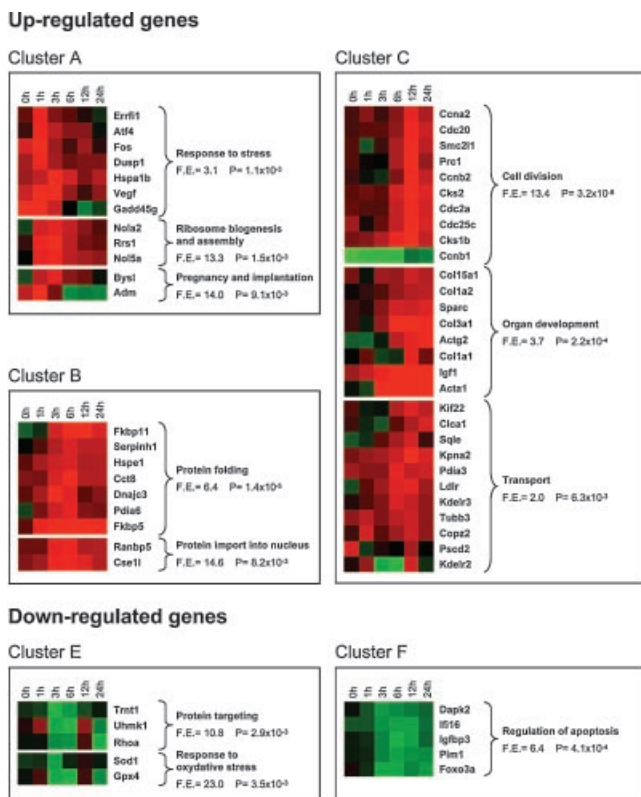 Up-regulated genes
Cluster A
0h 1h 3h 6h 12h 24h
Errfi1
Atf4
Fos
Dusp1
Hspa1b
Vegf
Gadd45g
Response to stress
F.E.= 3.1 P= 1.1x10-3
Nola2
Rrs1
Nol5a
Ribosome biogenesis
and assembly
F.E.= 13.3 P= 1.5x10-3
Bysl
Adm
Pregnancy and implantation
F.E.= 14.0 P= 9.1x10-3
Cluster B
0h 1h 3h 6h 12h 24h
Fkbp11
Serpinh1
Hspe1
Cct8
Dnajc3
Pdia6
Fkbp5
Protein folding
F.E.= 6.4 P= 1.4x10-5
Ranbp5
Cse1l
Protein import into nucleus
F.E.= 14.6 P= 8.2x10-3
Cluster C
0h 1h 3h 6h 12h 24h
Ccna2
Cdc20
Smc2l1
Prc1
Ccnb2
Cks2
Cdc2a
Cdc25c
Cks1b
Ccnb1
Cell division
F.E.= 13.4 P= 3.2x10-8
Col15a1
Col1a2
Sparc
Col3a1
Actg2
Col1a1
Igf1
Acta1
Organ development
F.E.= 3.7 P= 2.2x10-4
Kif22
Clca1
Sqle
Kpna2
Pdia3
Ldlr
Kdelr3
Tubb3
Copz2
Pscd2
Kdelr2
Transport
F.E.= 2.0 P= 6.3x10-3
Down-regulated genes
Cluster E
0h 1h 3h 6h 12h 24h
Trnt1
Uhmk1
Rhoa
Protein targeting
F.E.= 10.8 P= 2.9x10-3
Sod1
Gpx4
Response to
oxydative stress
F.E.= 23.0 P= 3.5x10-3
Cluster F
0h 1h 3h 6h 12h 24h
Dapk2
Ifi16
Igfbp3
Pim1
Foxo3a
Regulation of apoptosis
F.E.= 6.4 P= 4.1x10-4